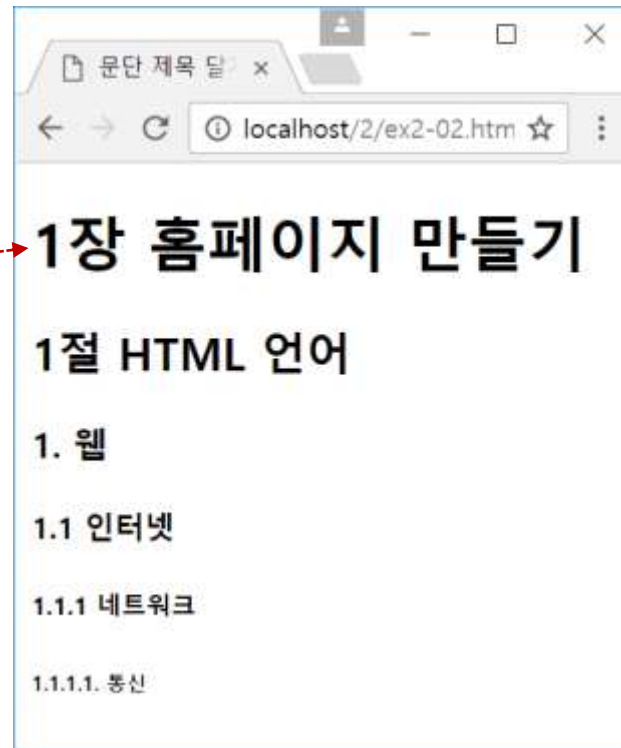 문단 제목 달
localhost/2/ex2-02.htm
1장 홈페이지 만들기
1절 HTML 언어
1. 웹
1.1 인터넷
1.1.1 네트워크
1.1.1.1. 통신